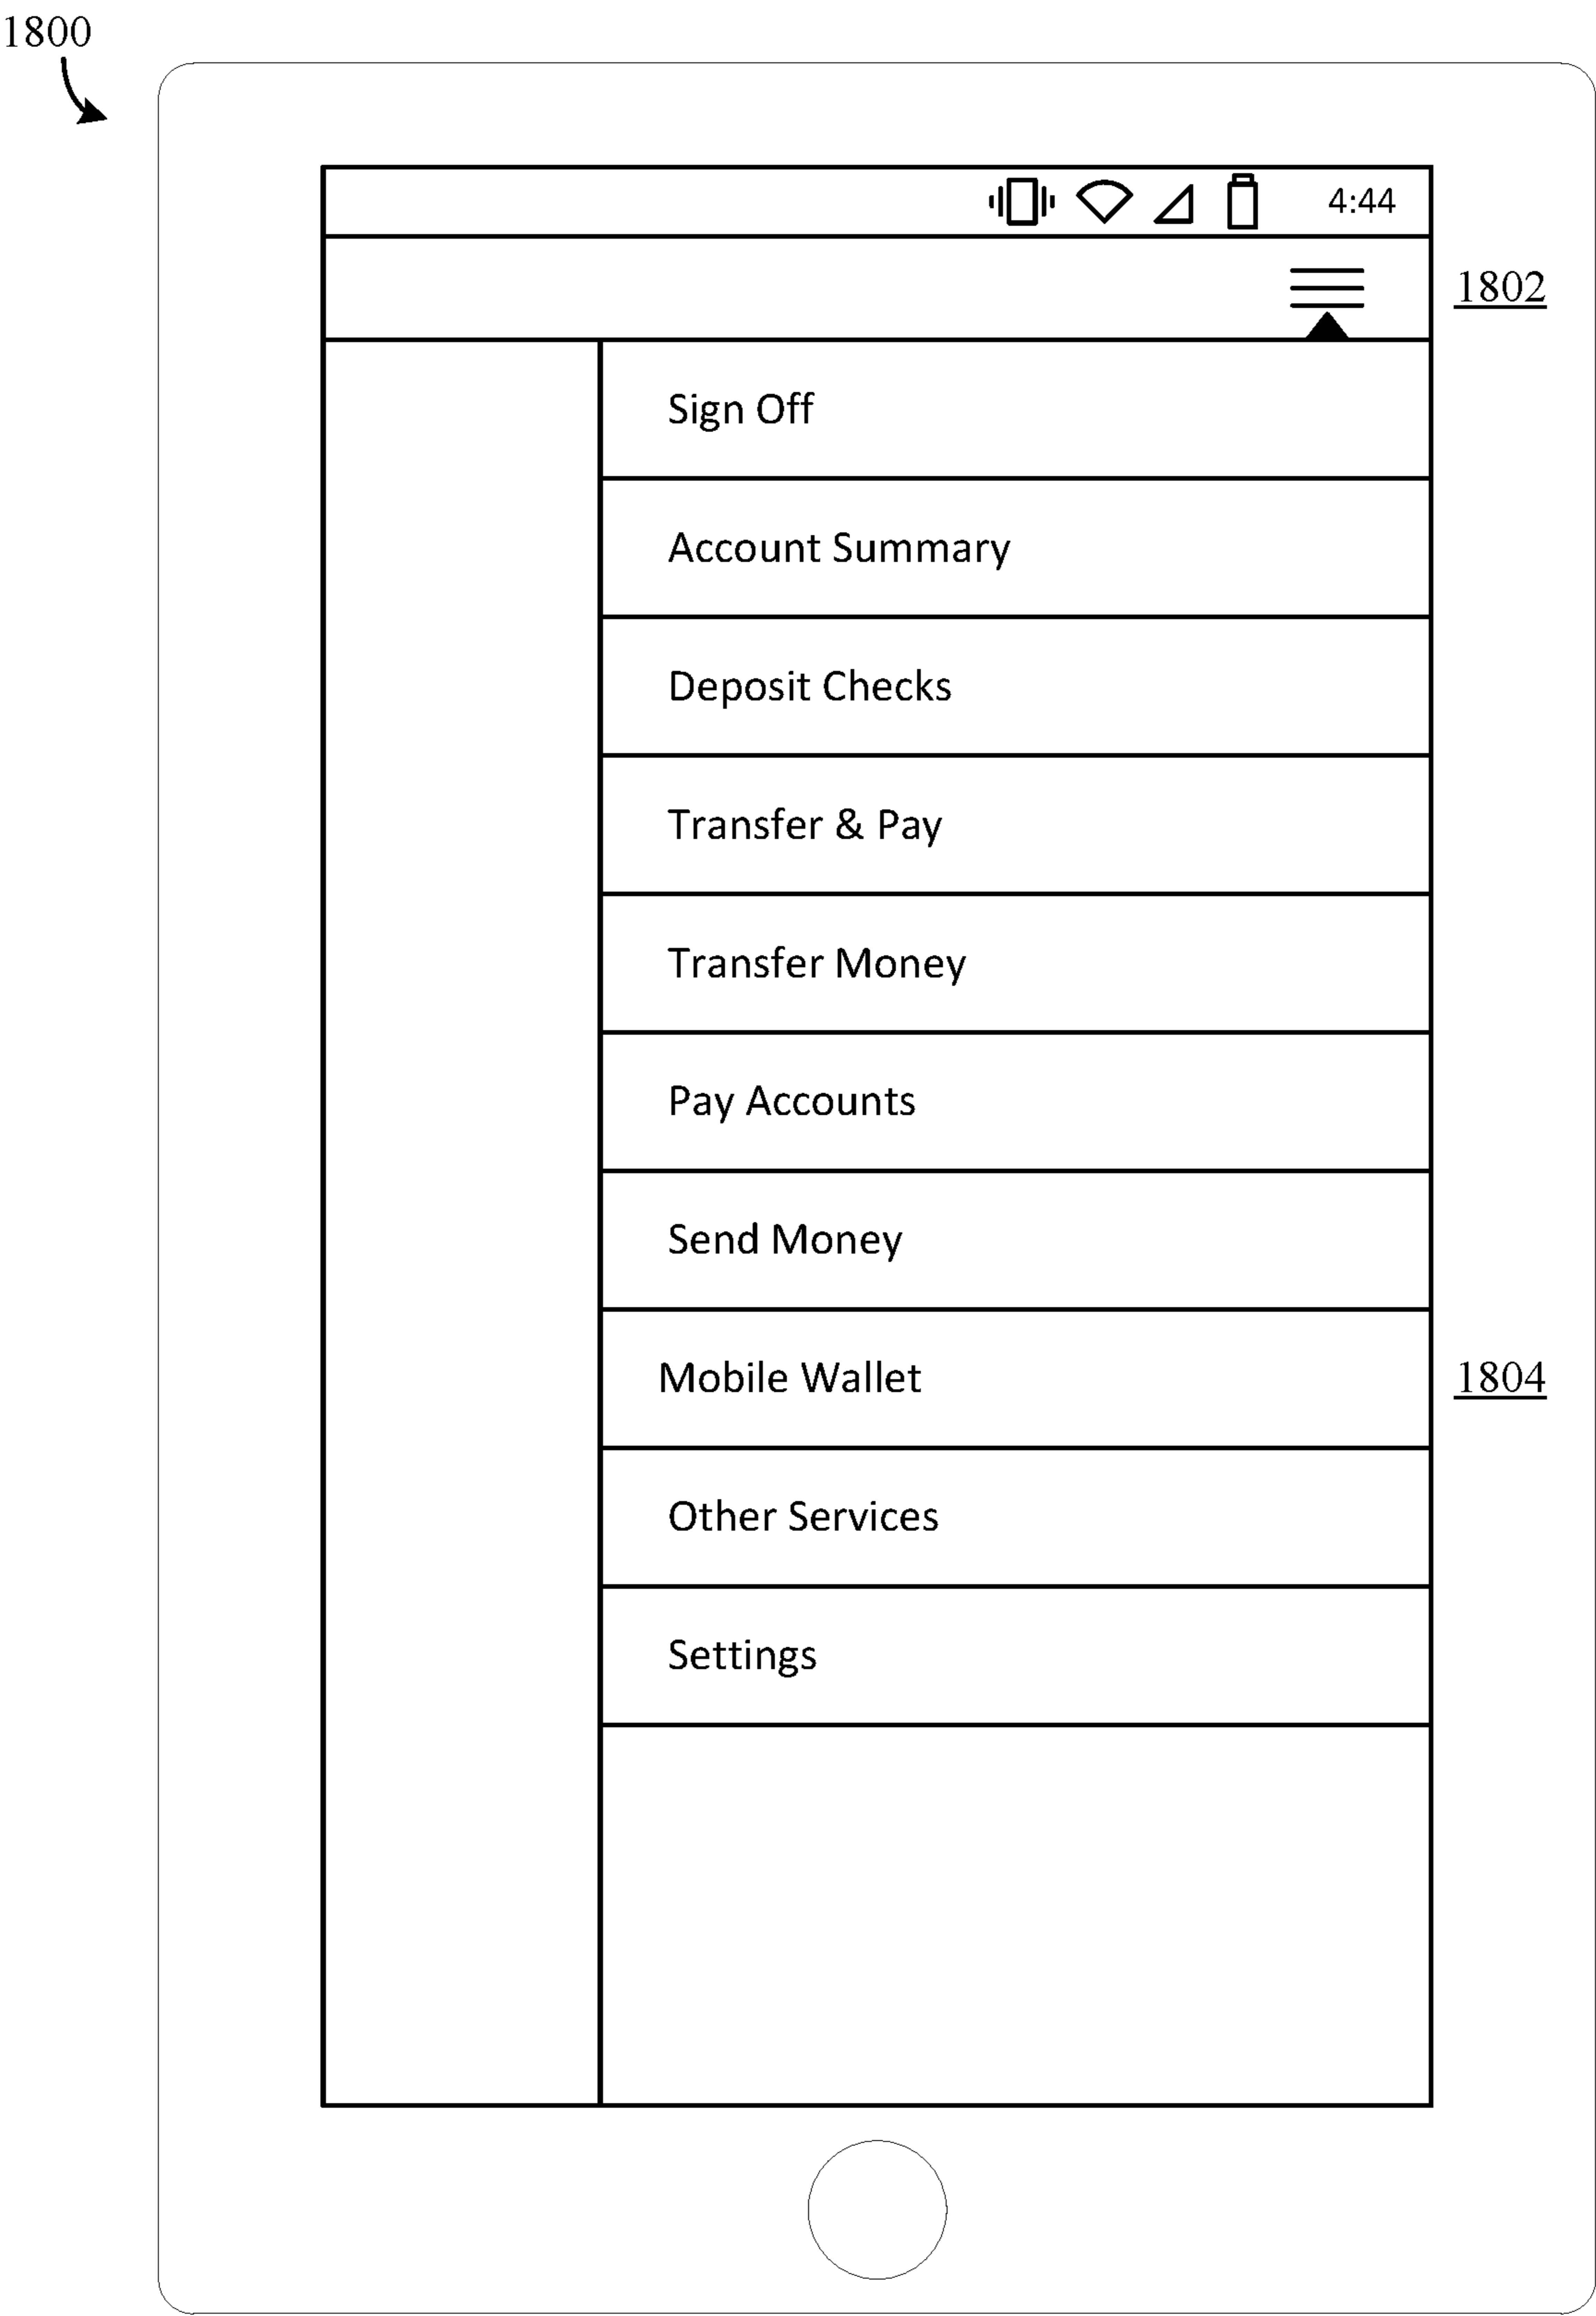 1800
4:44
1802
Sign Off
Account Summary
Deposit Checks
Transfer & Pay
Transfer Money
Pay Accounts
Send Money
Mobile Wallet
1804
Other Services
Settings